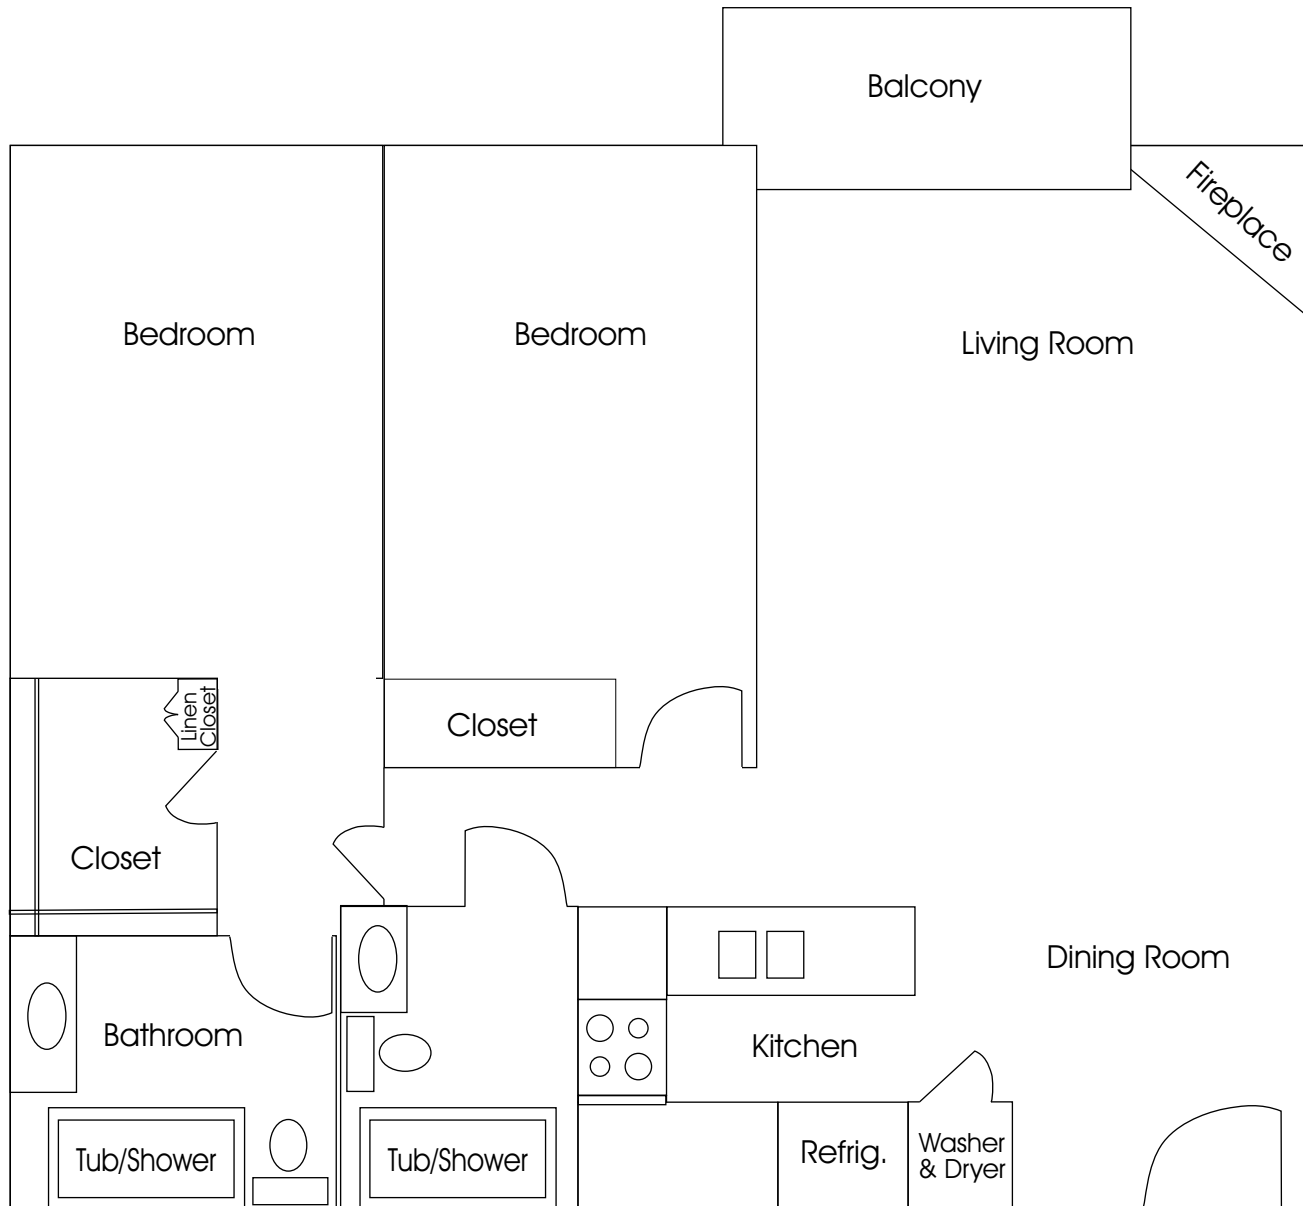 Balcony
Fireplace
Bedroom
Bedroom
Living Room
Linen
Closet
Closet
Closet
Dining Room
Bathroom
Kitchen
Tub/Shower
Tub/Shower
Refrig.
Washer
& Dryer